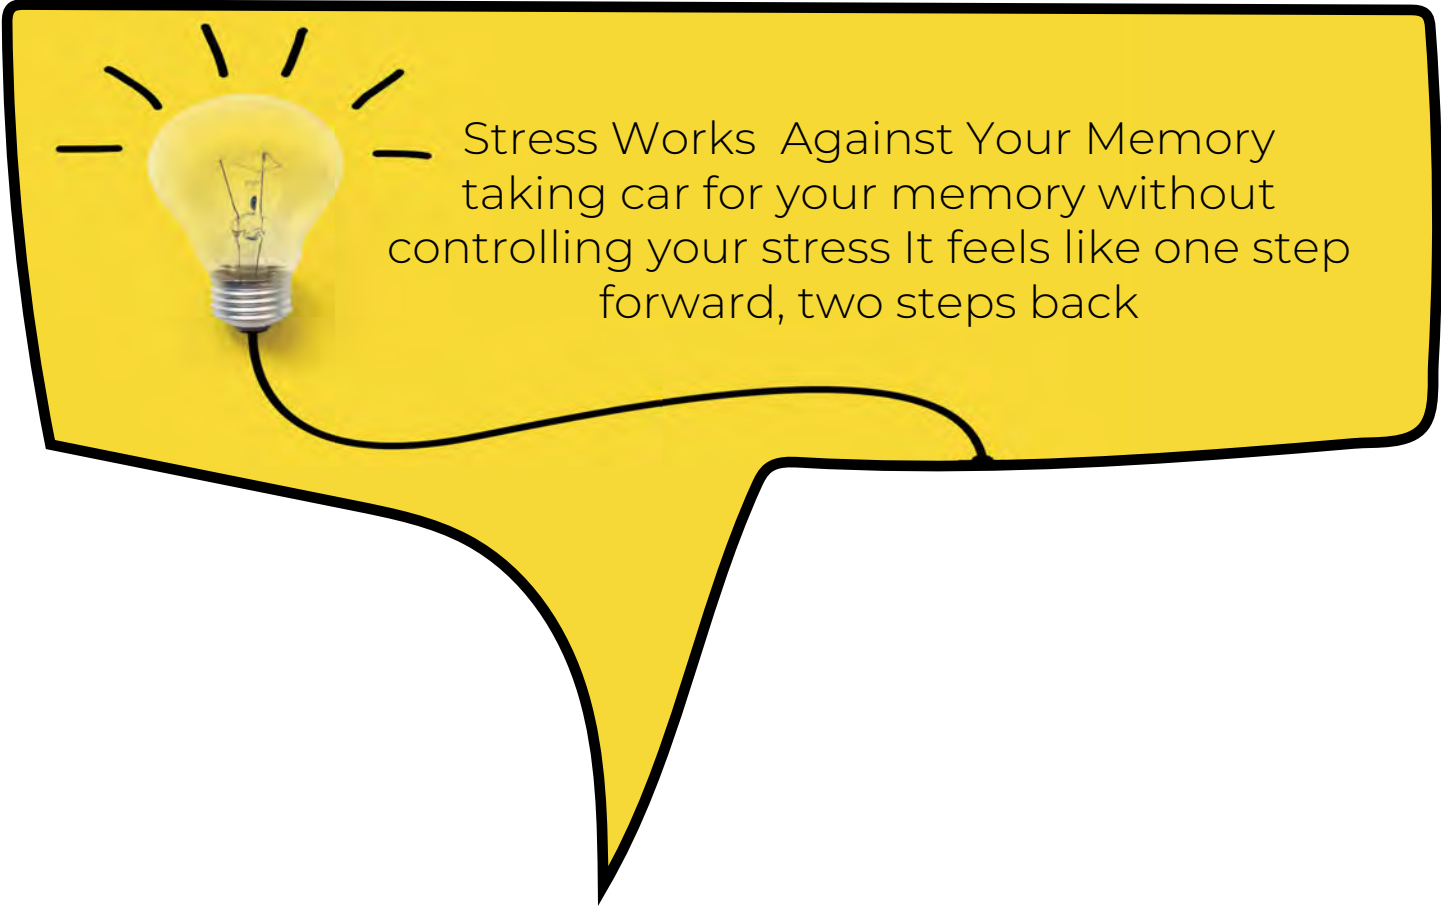 Stress Works  Against Your Memory
taking car for your memory without
controlling your stress It feels like one step
forward, two steps back